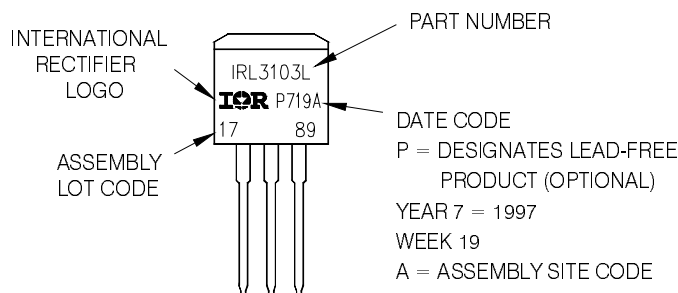 INTERNATIONAL
RECTIFIER
LOGO
ASSEMBLY
LOT CODE
PART NUMBER
IRL3103L
IOR P719A
17 89
DATE CODE
P = DESIGNATES LEAD-FREE
PRODUCT (OPTIONAL)
YEAR 7 = 1997
WEEK 19
A = ASSEMBLY SITE CODE